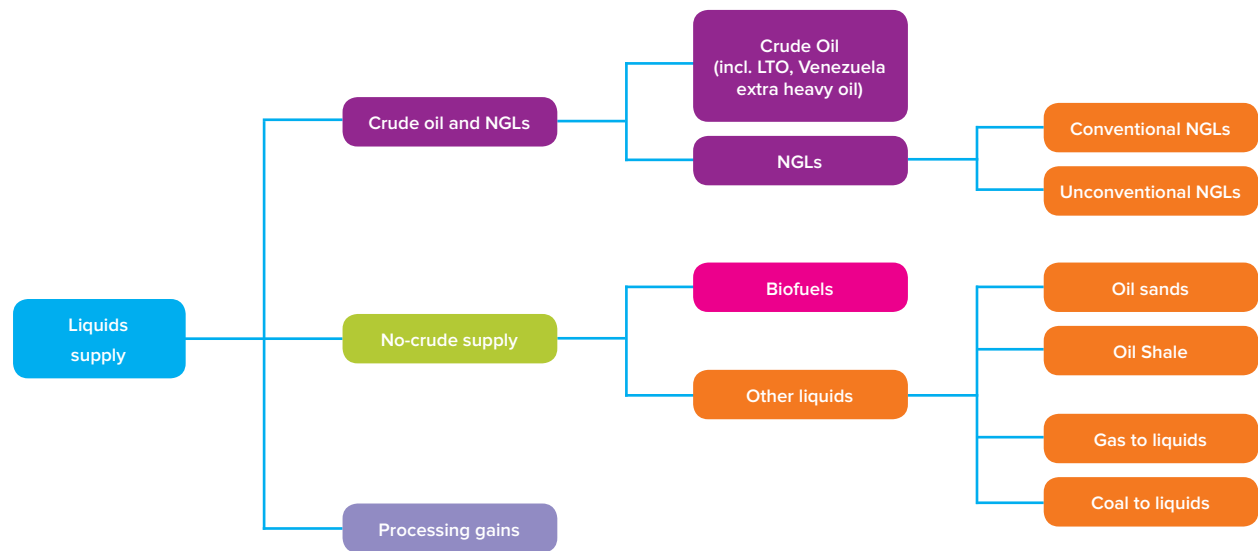 Crude Oil
(incl. LTO, Venezuela
extra heavy oil)
Crude oil and NGLs
Conventional NGLs
NGLs
Unconventional NGLs
Biofuels
Oil sands
Liquids
supply
No-crude supply
Oil Shale
Other liquids
Gas to liquids
Coal to liquids
Processing gains